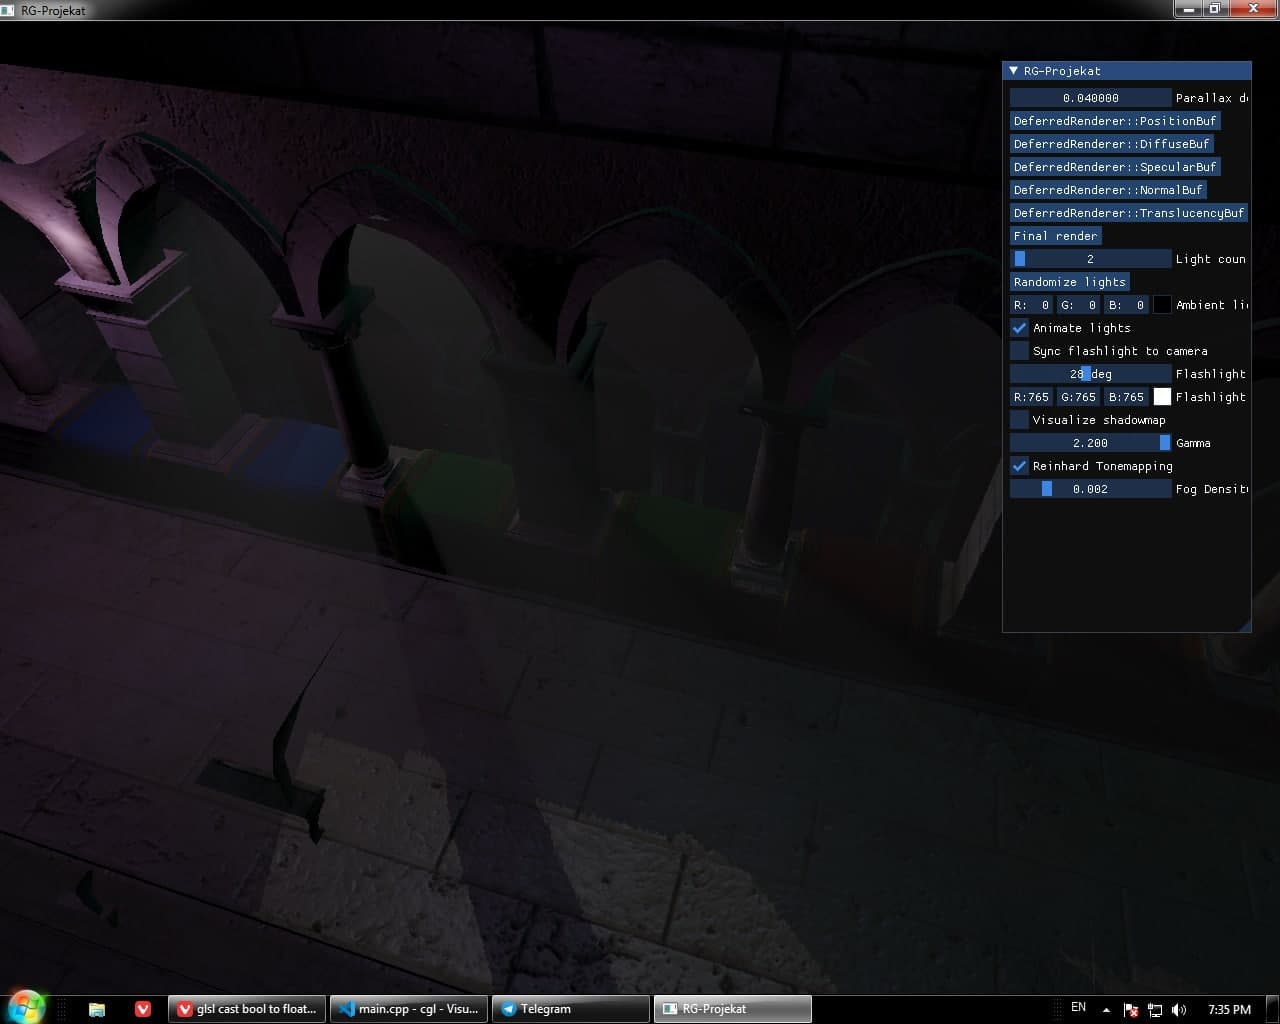 RG-Projekat
RG-Projekat
0.040000 Parallax
DeferredRenderer::PositionBuf
DeferredRenderer::DiffuseBuf
DeferredRenderer::SpecularBuf
DeferredRenderer::NormalBuf
DeferredRenderer::TranslucencyBuf
Final render
2 Light coun
Randomize lights
R: 0 G: 0 B: 0 Ambient
Animate lights
Sync flashlight to camera
28 deg Flashlight
R:765 G:765 B:765 Flashlight
Visualize shadowmap
2.200 Gamma
Reinhard Tonemapping
0.002 Fog Densit
glsl cast bool to float... main.cpp - cgl - Visu... Telegram RG-Projekat EN 7:35 PM